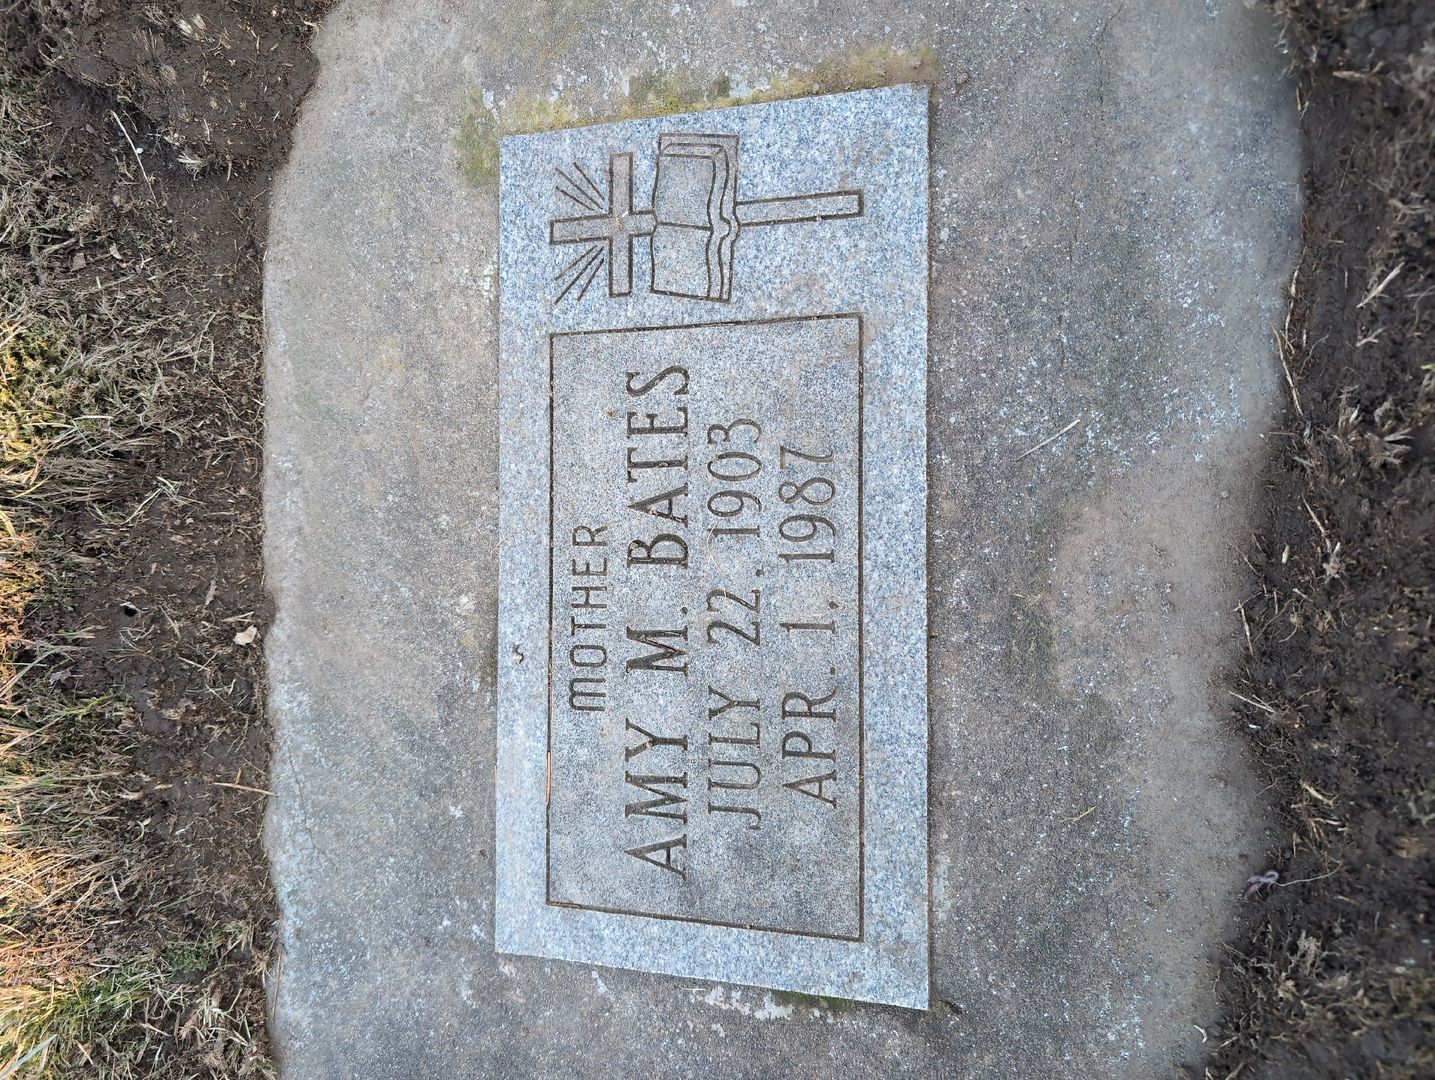 MOTHER
AMY M. BATES
JULY 22. 1903
APR. 1, 1987